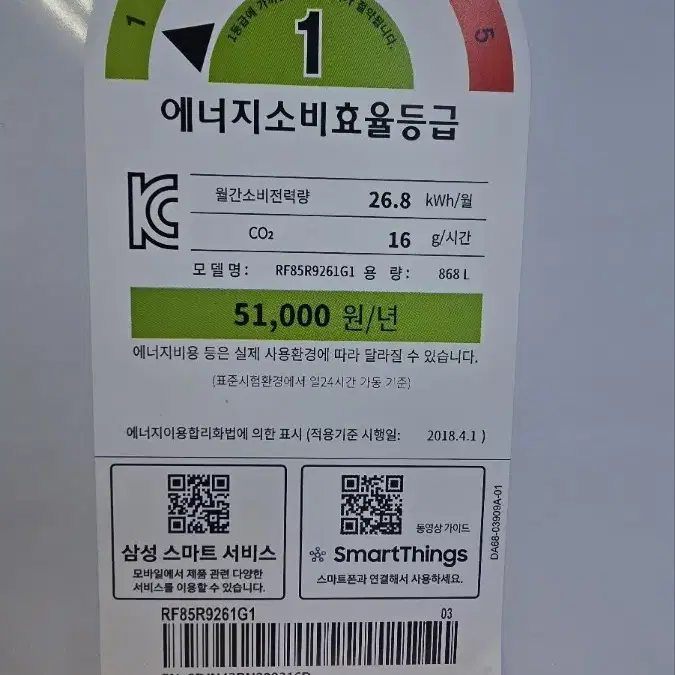 1
1
5
에너지소비효율등급
월간소비전력량 26.8 kWh/월
CO₂ 16 g/시간
모델명: RF85R9261G1 용 량: 868 L
51,000 원/년
에너지비용 등은 실제 사용환경에 따라 달라질 수 있습니다.
(표준시험환경에서 일24시간 가동 기준)
에너지이용합리화법에 의한 표시 (적용기준 시행일: 2018.4.1 )
삼성 스마트 서비스
모바일에서 제품 관련 다양한
서비스를 이용할 수 있습니다.
동영상 가이드
SmartThings
스마트폰과 연결해서 사용하세요.
DA68-03909A-01
RF85R9261G1 03